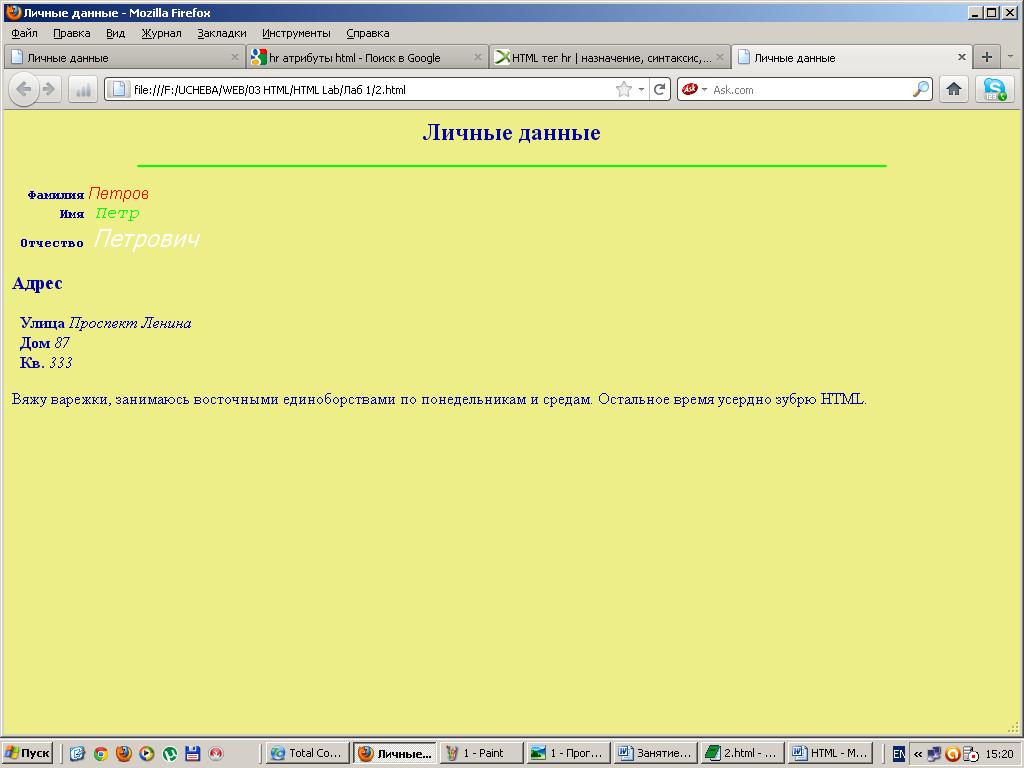 Личные данные - Mozilla Firefox
Файл Правка Вид Журнал Закладки Инструменты Справка
Личные данные hr атрибуты html - Поиск в Google HTML тег hr | назначение, синтаксис,... Личные данные
file:///F:/UCHEBA/WEB/03 HTML/HTML Lab/Лаб 1/2.html Ask Ask.com
Личные данные
Фамилия Петров
Имя Петр
Отчество Петрович
Адрес
Улица Проспект Ленина
Дом 87
Кв. 333
Вяжу варежки, занимаюсь восточными единоборствами по понедельникам и средам. Остальное время усердно зубрю HTML.
Пуск Total Co... Личные... 1 - Paint 1 - Прог... Занятие... 2.html - ... HTML - M... EN « 15:20